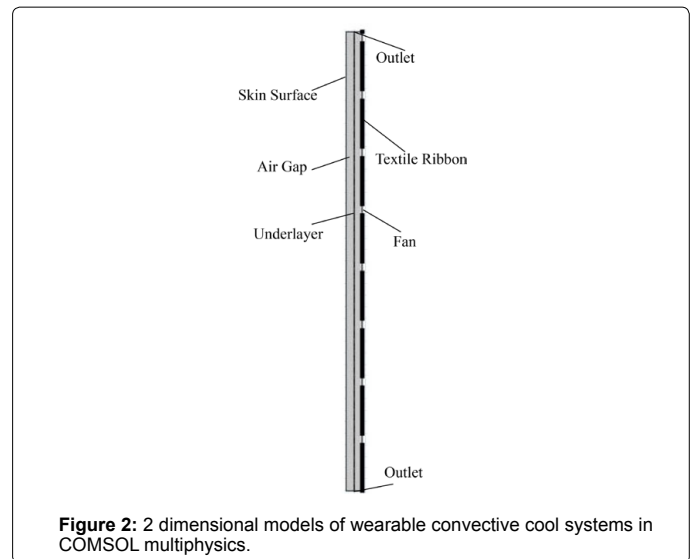 Outlet
Skin Surface
Textile Ribbon
Air Gap
Underlayer
Fan
Outlet
Figure 2: 2 dimensional models of wearable convective cool systems in
COMSOL multiphysics.